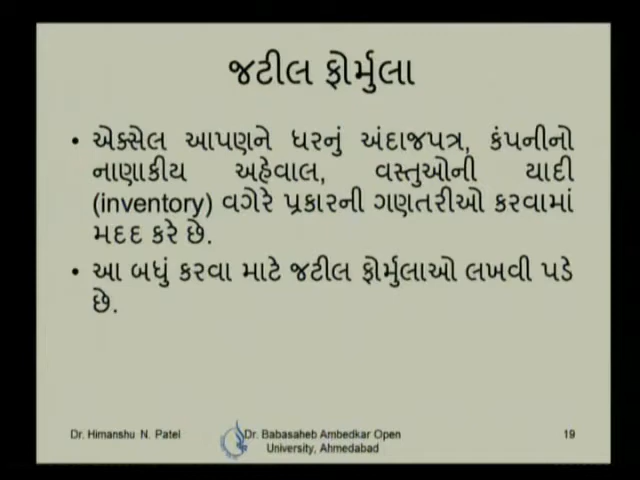 જટીલ ફોર્મુલા
• એક્સેલ આપણને ઘરનું અંદાજપત્ર, કંપનીનો
નાણાકીય અહેવાલ, વસ્તુઓની યાદી
(inventory) વગેરે પ્રકારની ગણતરીઓ કરવામાં
મદદ કરે છે.
• આ બધું કરવા માટે જટીલ ફોર્મુલાઓ લખવી પડે
છે.
Dr. Himanshu N. Patel
Dr. Babasaheb Ambedkar Open
University, Ahmedabad
19